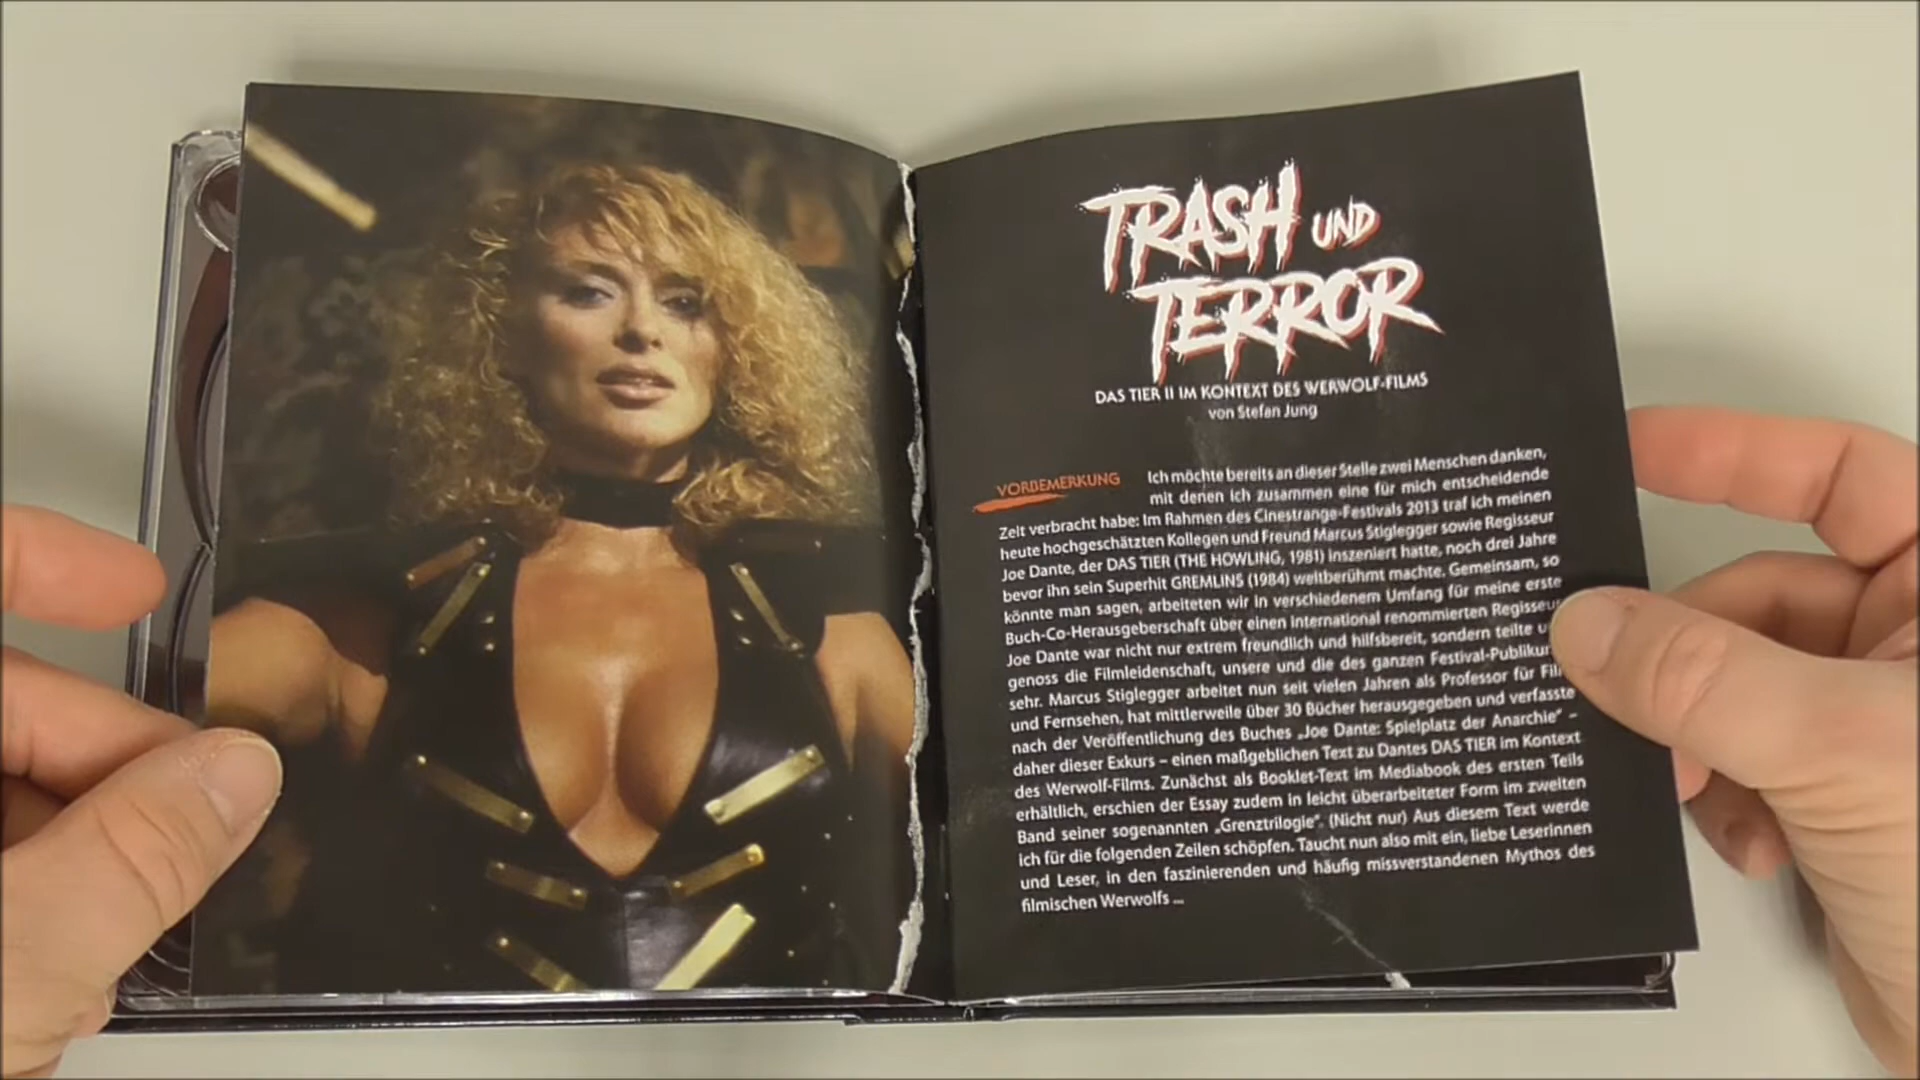 TRASH UND
TERROR
DAS TIER II IM KONTEXT DES WERWOLF-FILMS
von Stefan Jung
VORBEMERKUNG
Ich möchte bereits an dieser Stelle zwei Menschen danken,
mit denen ich zusammen eine für mich entscheidende
Zeit verbracht habe: Im Rahmen des Cinestrange-Festivals 2013 traf ich meinen
heute hochgeschätzten Kollegen und Freund Marcus Stiglegger sowie Regisseur
Joe Dante, der DAS TIER (THE HOWLING, 1981) inszeniert hatte, noch drei Jahre
bevor ihn sein Superhit GREMLINS (1984) weltberühmt machte. Gemeinsam, so
könnte man sagen, arbeiteten wir in verschiedenem Umfang für meine erste
Buch-Co-Herausgeberschaft über einen international renommierten Regisseur
Joe Dante war nicht nur extrem freundlich und hilfsbereit, sondern teilte u
genoss die Filmleidenschaft, unsere und die des ganzen Festival-Publikum
sehr. Marcus Stiglegger arbeitet nun seit vielen Jahren als Professor für Fil
und Fernsehen, hat mittlerweile über 30 Bücher herausgegeben und verfasste
nach der Veröffentlichung des Buches „Joe Dante: Spielplatz der Anarchie“ –
daher dieser Exkurs – einen maßgeblichen Text zu Dantes DAS TIER im Kontext
des Werwolf-Films. Zunächst als Booklet-Text im Mediabook des ersten Teils
erhältlich, erschien der Essay zudem in leicht überarbeiteter Form im zweiten
Band seiner sogenannten „Grenztrilogie“. (Nicht nur) Aus diesem Text werde
ich für die folgenden Zeilen schöpfen. Taucht nun also mit ein, liebe Leserinnen
und Leser, in den faszinierenden und häufig missverstandenen Mythos des
filmischen Werwolfs ...